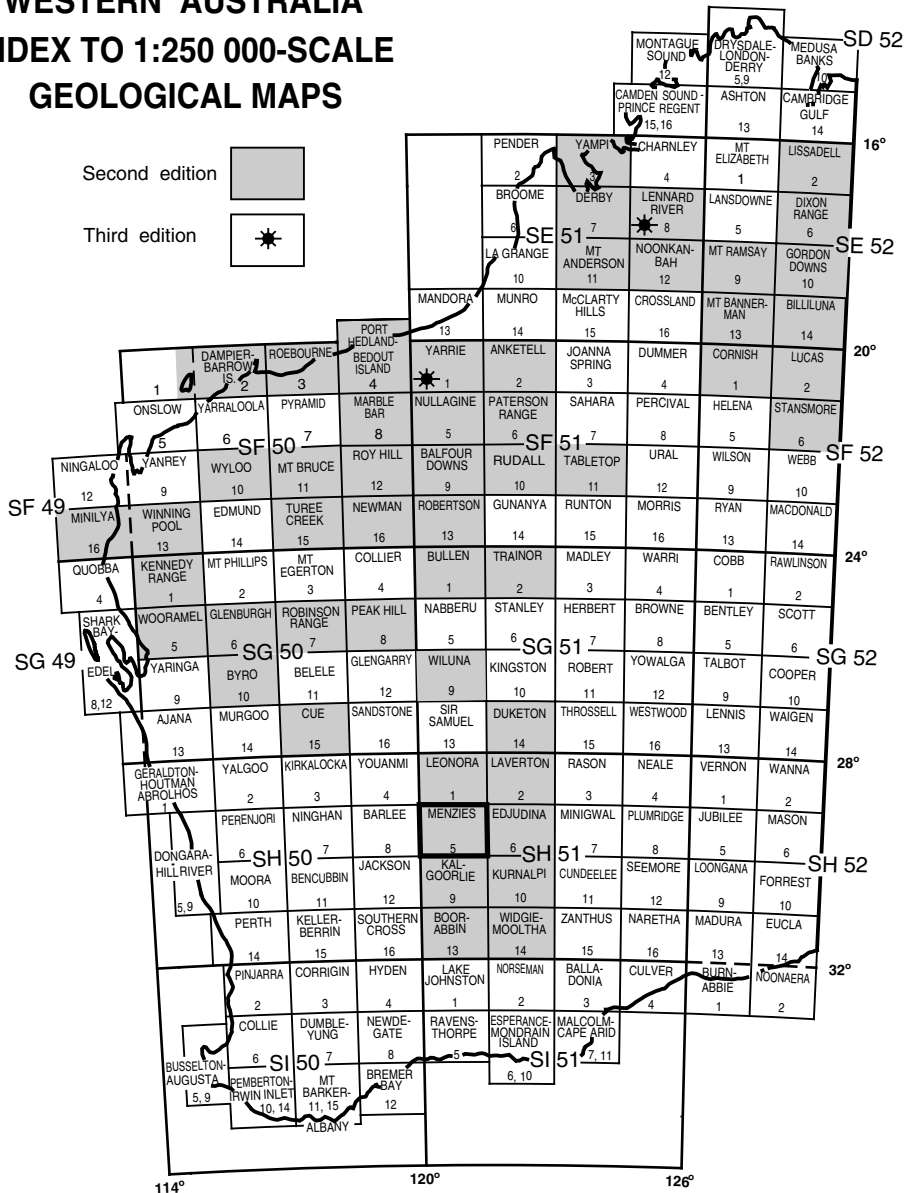 WESTERN AUSTRALIA
NDEX TO 1:250 000-SCALE
GEOLOGICAL MAPS
Second edition
Third edition
MONTAGUE
SOUND
12
DRYSDALE-
LONDON-
DERRY
5,9
MEDUSA
BANKS
10
SD 52
CAMDEN SOUND -
PRINCE REGENT
15, 16
ASHTON
13
CAMBRIDGE
GULF
14
16°
PENDER
2
YAMPI
3
CHARNLEY
4
MT
ELIZABETH
1
LISSADELL
2
BROOME
6
DERBY
7
LENNARD
RIVER
8
LANSDOWNE
5
DIXON
RANGE
6
SE 51
SE 52
LA GRANGE
10
MT
ANDERSON
11
NOONKAN-
BAH
12
MT RAMSAY
9
GORDON
DOWNS
10
MANDORA
13
MUNRO
14
McCLARTY
HILLS
15
CROSSLAND
16
MT BANNER-
MAN
13
BILLILUNA
14
20°
1
DAMPIER-
BARROW
IS.
2
ROEBOURNE
3
PORT
HEDLAND-
BEDOUT
ISLAND
4
YARRIE
1
ANKETELL
2
JOANNA
SPRING
3
DUMMER
4
CORNISH
1
LUCAS
2
ONSLOW
5
YARRALOOLA
6
PYRAMID
7
MARBLE
BAR
8
NULLAGINE
5
PATERSON
RANGE
6
SAHARA
7
PERCIVAL
8
HELENA
5
STANSMORE
6
SF 50
SF 51
SF 52
NINGALOO
12
YANREY
9
WYLOO
10
MT BRUCE
11
ROY HILL
12
BALFOUR
DOWNS
9
RUDALL
10
TABLETOP
11
URAL
12
WILSON
9
WEBB
10
SF 49
MINILYA
16
WINNING
POOL
13
EDMUND
14
TUREE
CREEK
15
NEWMAN
16
ROBERTSON
13
GUNANYA
14
RUNTON
15
MORRIS
16
RYAN
13
MACDONALD
14
24°
QUOBBA
4
KENNEDY
RANGE
1
MT PHILLIPS
2
MT
EGERTON
3
COLLIER
4
BULLEN
1
TRAINOR
2
MADLEY
3
WARRI
4
COBB
1
RAWLINSON
2
SHARK
BAY-
EDEL
8,12
WOORAMEL
5
GLENBURGH
6
ROBINSON
RANGE
7
PEAK HILL
8
NABBERU
5
STANLEY
6
HERBERT
7
BROWNE
8
BENTLEY
5
SCOTT
6
SG 49
SG 50
SG 51
SG 52
YARINGA
9
BYRO
10
BELELE
11
GLENGARRY
12
WILUNA
9
KINGSTON
10
ROBERT
11
YOWALGA
12
TALBOT
9
COOPER
10
AJANA
13
MURGOO
14
CUE
15
SANDSTONE
16
SIR
SAMUEL
13
DUKETON
14
THROSSELL
15
WESTWOOD
16
LENNIS
13
WAIGEN
14
28°
GERALDTON-
HOUTMAN
ABROLHOS
1
YALGOO
2
KIRKALOCKA
3
YOUANMI
4
LEONORA
1
LAVERTON
2
RASON
3
NEALE
4
VERNON
1
WANNA
2
PERENJORI
6
NINGHAN
7
BARLEE
8
MENZIES
5
EDJUDINA
6
MINIGWAL
7
PLUMRIDGE
8
JUBILEE
5
MASON
6
SH 50
SH 51
SH 52
DONGARA-
HILLRIVER
5,9
MOORA
10
BENCUBBIN
11
JACKSON
12
KAL-
GOORLIE
9
KURNALPI
10
CUNDEELEE
11
SEEMORE
12
LOONGANA
9
FORREST
10
PERTH
14
KELLER-
BERRIN
15
SOUTHERN
CROSS
16
BOOR-
ABBIN
13
WIDGIE-
MOOLTHA
14
ZANTHUS
15
NARETHA
16
MADURA
13
EUCLA
14
32°
PINJARRA
2
CORRIGIN
3
HYDEN
4
LAKE
JOHNSTON
1
NORSEMAN
2
BALLA-
DONIA
3
CULVER
4
BURN-
ABBIE
1
NOONAERA
2
BUSSELTON-
AUGUSTA
5, 9
COLLIE
6
DUMBLE-
YUNG
7
NEWDE-
GATE
8
RAVENS-
THORPE
5
ESPERANCE-
MONDRAIN
ISLAND
6, 10
MALCOLM-
CAPE ARID
7, 11
SI 50
SI 51
PEMBERTON-
IRWIN INLET
10, 14
MT
BARKER-
11, 15
ALBANY
BREMER
BAY
12
114°
120°
126°